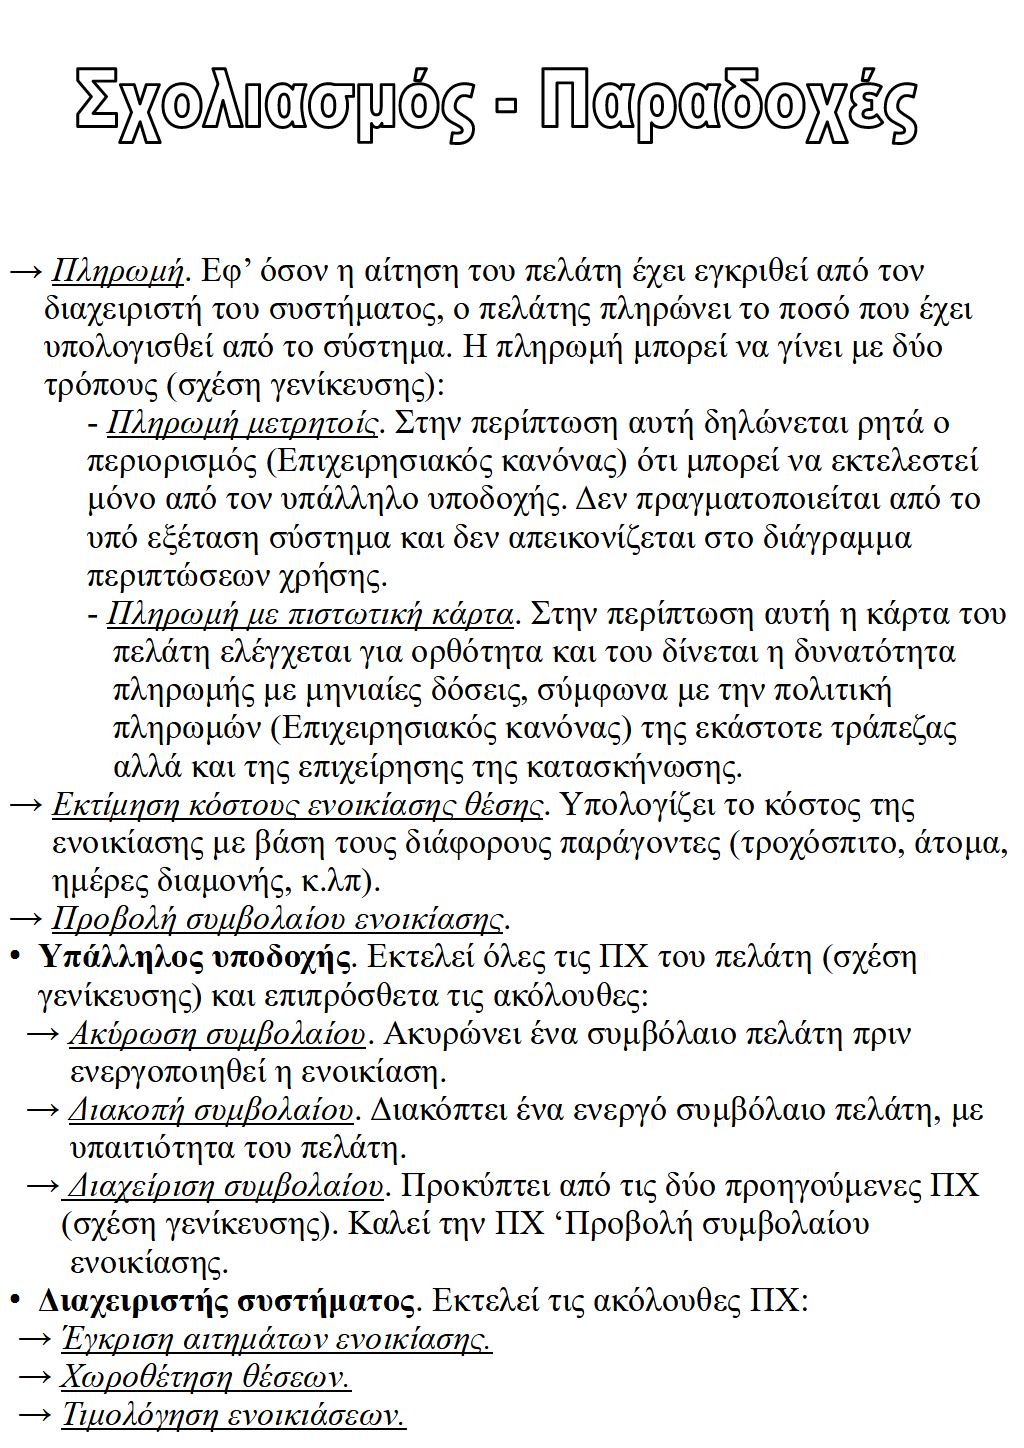 Σχολιασμός - Παραδοχές
→ Πληρωμή. Εφ’ όσον η αίτηση του πελάτη έχει εγκριθεί από τον
διαχειριστή του συστήματος, ο πελάτης πληρώνει το ποσό που έχει
υπολογισθεί από το σύστημα. Η πληρωμή μπορεί να γίνει με δύο
τρόπους (σχέση γενίκευσης):
- Πληρωμή μετρητοίς. Στην περίπτωση αυτή δηλώνεται ρητά ο
περιορισμός (Επιχειρησιακός κανόνας) ότι μπορεί να εκτελεστεί
μόνο από τον υπάλληλο υποδοχής. Δεν πραγματοποιείται από το
υπό εξέταση σύστημα και δεν απεικονίζεται στο διάγραμμα
περιπτώσεων χρήσης.
- Πληρωμή με πιστωτική κάρτα. Στην περίπτωση αυτή η κάρτα του
πελάτη ελέγχεται για ορθότητα και του δίνεται η δυνατότητα
πληρωμής με μηνιαίες δόσεις, σύμφωνα με την πολιτική
πληρωμών (Επιχειρησιακός κανόνας) της εκάστοτε τράπεζας
αλλά και της επιχείρησης της κατασκήνωσης.
→ Εκτίμηση κόστους ενοικίασης θέσης. Υπολογίζει το κόστος της
ενοικίασης με βάση τους διάφορους παράγοντες (τροχόσπιτο, άτομα,
ημέρες διαμονής, κ.λπ).
→ Προβολή συμβολαίου ενοικίασης.
• Υπάλληλος υποδοχής. Εκτελεί όλες τις ΠΧ του πελάτη (σχέση
γενίκευσης) και επιπρόσθετα τις ακόλουθες:
→ Ακύρωση συμβολαίου. Ακυρώνει ένα συμβόλαιο πελάτη πριν
ενεργοποιηθεί η ενοικίαση.
→ Διακοπή συμβολαίου. Διακόπτει ένα ενεργό συμβόλαιο πελάτη, με
υπαιτιότητα του πελάτη.
→ Διαχείριση συμβολαίου. Προκύπτει από τις δύο προηγούμενες ΠΧ
(σχέση γενίκευσης). Καλεί την ΠΧ ‘Προβολή συμβολαίου
ενοικίασης.
• Διαχειριστής συστήματος. Εκτελεί τις ακόλουθες ΠΧ:
→ Έγκριση αιτημάτων ενοικίασης.
→ Χωροθέτηση θέσεων.
→ Τιμολόγηση ενοικιάσεων.